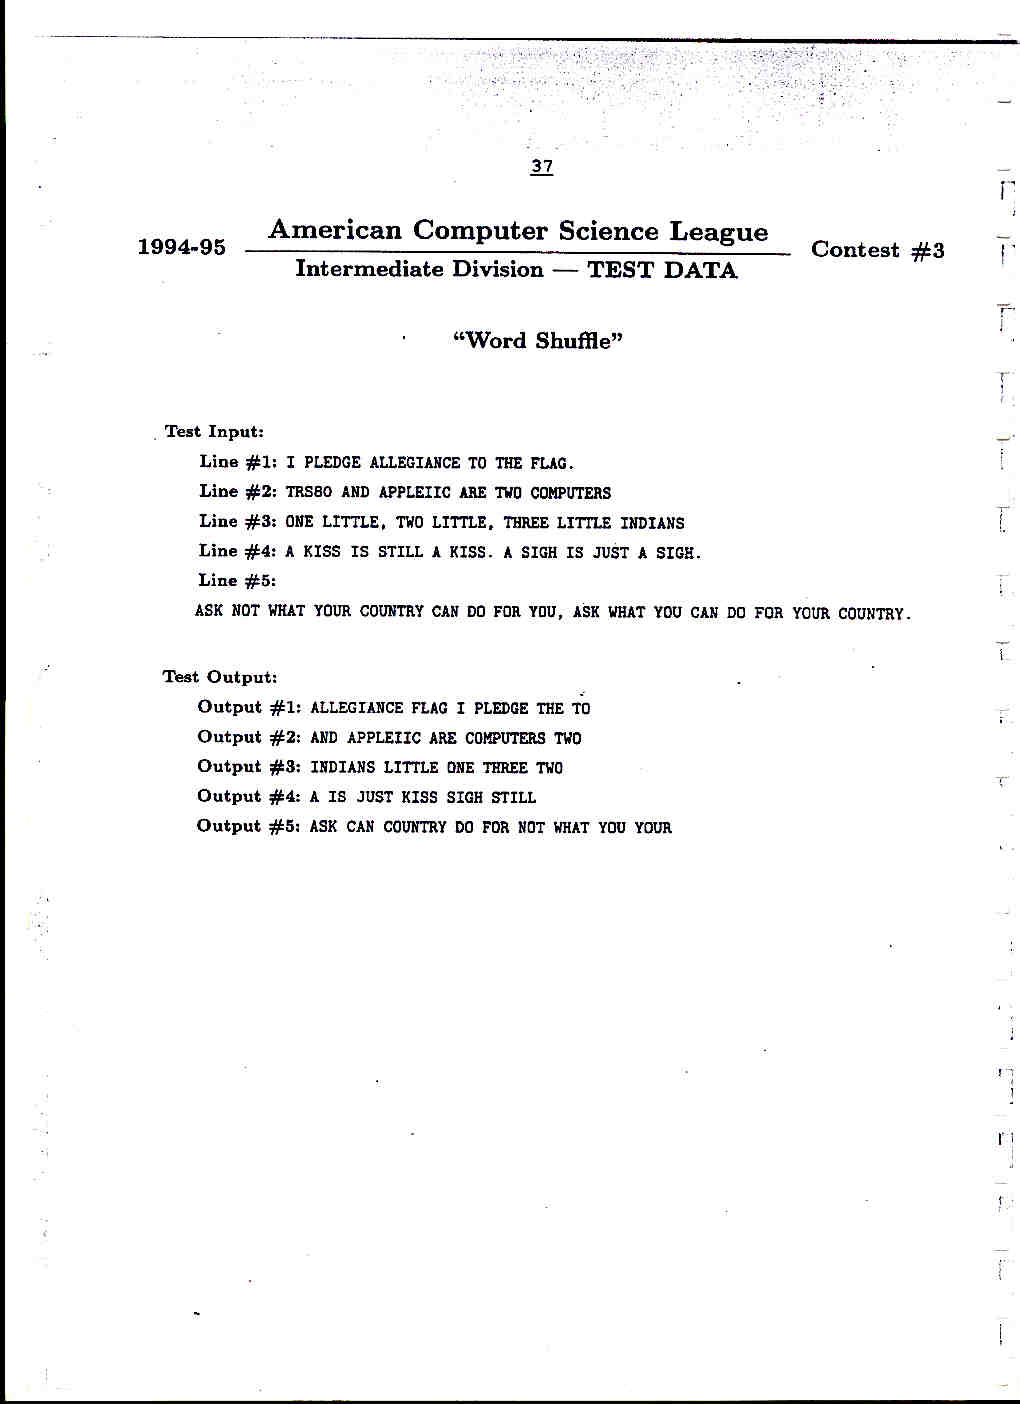 37
American Computer Science League
1994-95 Contest #3
Intermediate Division — TEST DATA
“Word Shuffle”
Test Input:
Line #1: I PLEDGE ALLEGIANCE TO THE FLAG.
Line #2: TRS80 AND APPLEIIC ARE TWO COMPUTERS
Line #3: ONE LITTLE, TWO LITTLE, THREE LITTLE INDIANS
Line #4: A KISS IS STILL A KISS. A SIGH IS JUST A SIGH.
Line #5:
ASK NOT WHAT YOUR COUNTRY CAN DO FOR YOU, ASK WHAT YOU CAN DO FOR YOUR COUNTRY.
Test Output:
Output #1: ALLEGIANCE FLAG I PLEDGE THE TO
Output #2: AND APPLEIIC ARE COMPUTERS TWO
Output #3: INDIANS LITTLE ONE THREE TWO
Output #4: A IS JUST KISS SIGH STILL
Output #5: ASK CAN COUNTRY DO FOR NOT WHAT YOU YOUR